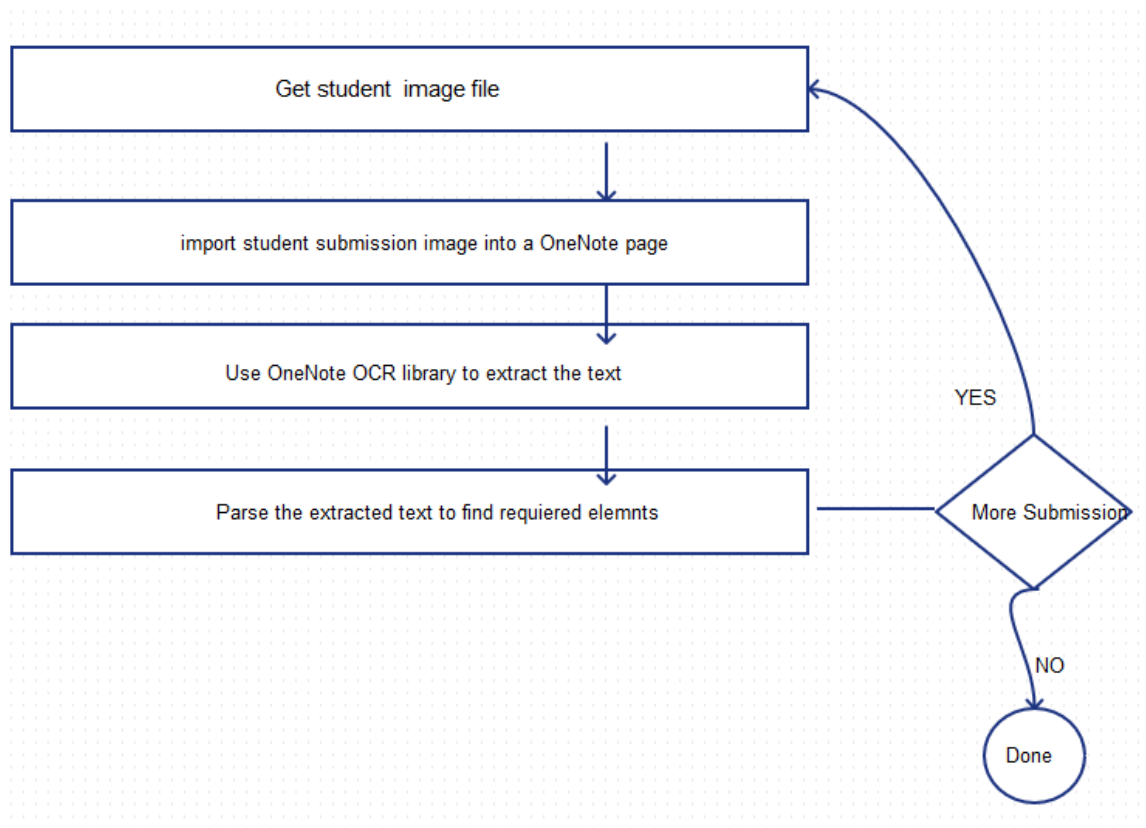 Get student  image file
import student submission image into a OneNote page
Use OneNote OCR library to extract the text
YES
Parse the extracted text to find requiered elemnts
More Submission
NO
Done